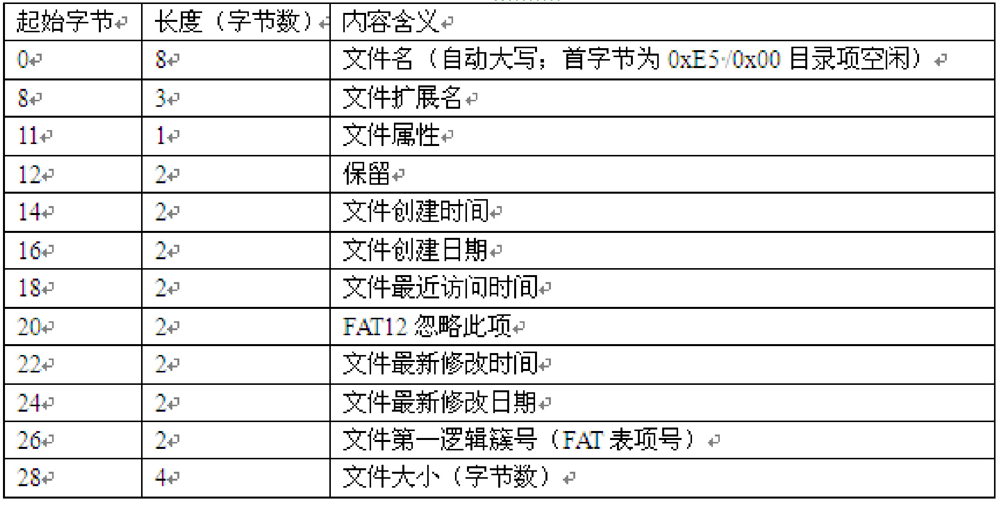 起始字节 长度（字节数） 内容含义
0 8 文件名（自动大写；首字节为 0xE5 /0x00 目录项空闲）
8 3 文件扩展名
11 1 文件属性
12 2 保留
14 2 文件创建时间
16 2 文件创建日期
18 2 文件最近访问时间
20 2 FAT12 忽略此项
22 2 文件最新修改时间
24 2 文件最新修改日期
26 2 文件第一逻辑簇号（FAT 表项号）
28 4 文件大小（字节数）